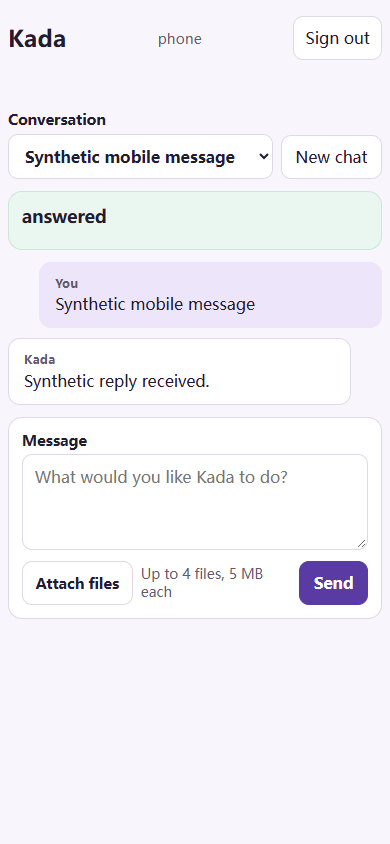 Kada
phone
Sign out
Conversation
Synthetic mobile message
New chat
answered
You
Synthetic mobile message
Kada
Synthetic reply received.
Message
What would you like Kada to do?
Attach files
Up to 4 files, 5 MB
each
Send